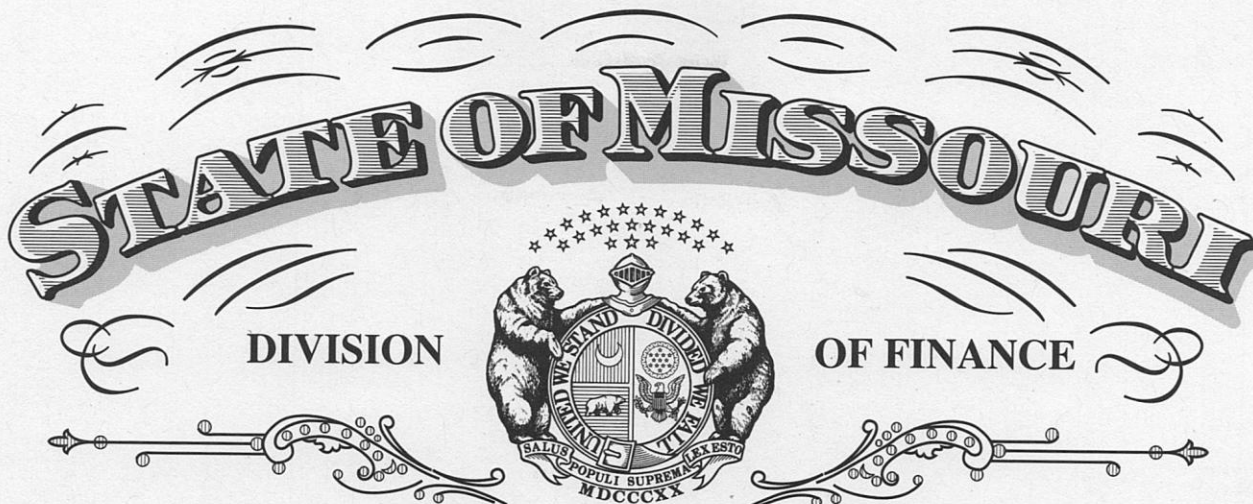 STATE OF MISSOURI
DIVISION OF FINANCE
UNITED WE STAND DIVIDED WE FALL
SALUS POPULI SUPREMA LEX ESTO
MDCCCXX